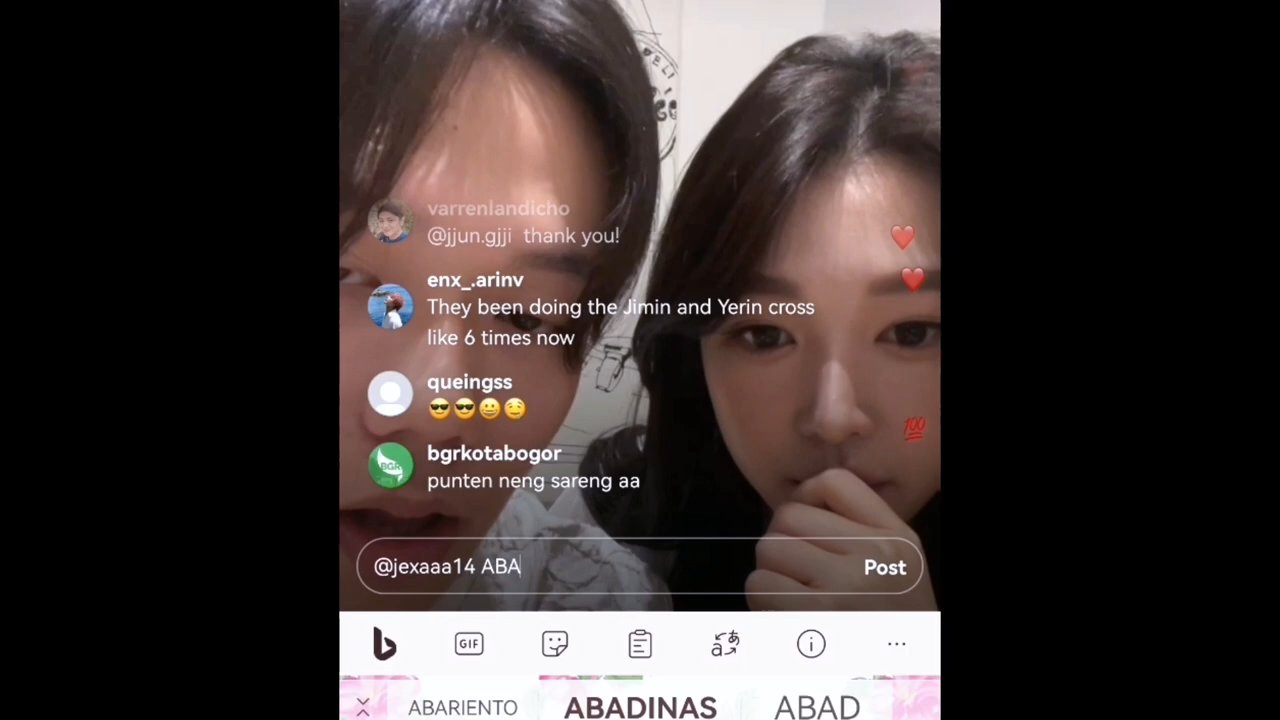 varrenlandicho
@jjun.gjji thank you!
enx_.arinv
They been doing the Jimin and Yerin cross
like 6 times now
queingss
😎😎😀🤤
BGR
bgrkotabogor
punten neng sareng aa
@jexaaa14 ABA
Post
GIF
ABARIENTO
ABADINAS
ABAD